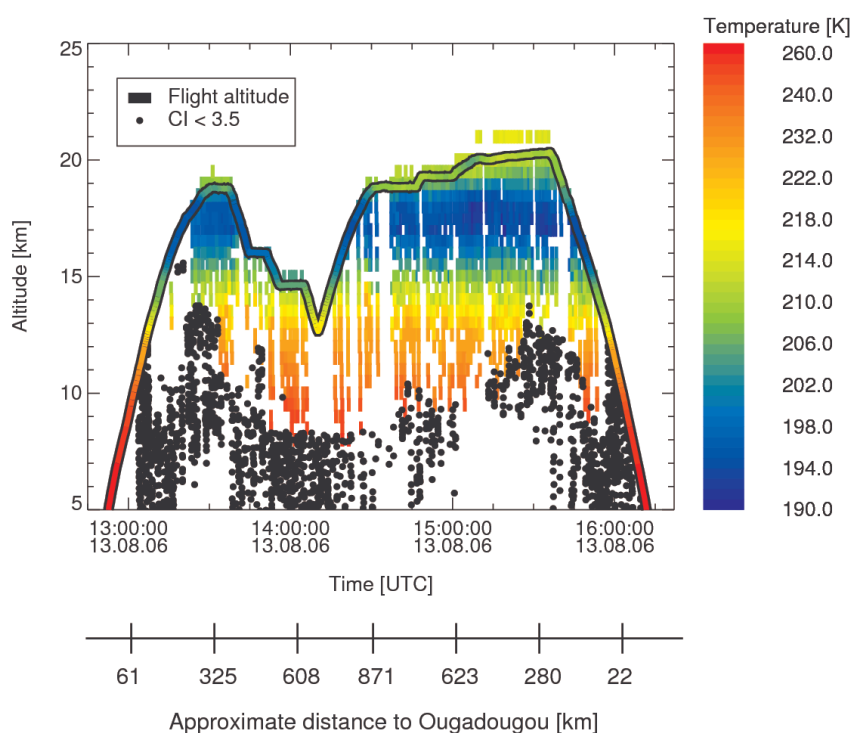 Temperature [K]
25
20
15
10
5
Altitude [km]
Flight altitude
CI < 3.5
260.0
240.0
232.0
222.0
218.0
214.0
210.0
206.0
202.0
198.0
194.0
190.0
13:00:00 14:00:00 15:00:00 16:00:00
13.08.06 13.08.06 13.08.06 13.08.06
Time [UTC]
61 325 608 871 623 280 22
Approximate distance to Ougadougou [km]